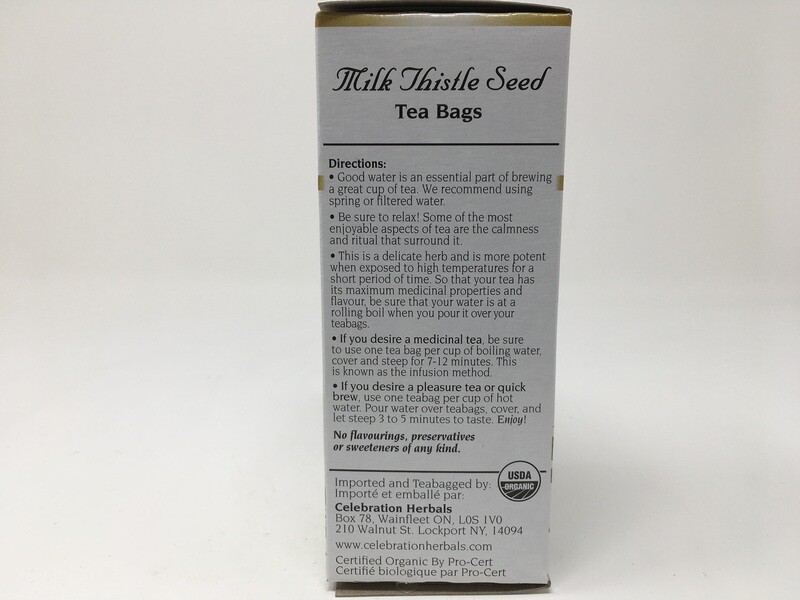 Milk Thistle Seed
Tea Bags
Directions:
• Good water is an essential part of brewing
a great cup of tea. We recommend using
spring or filtered water.
• Be sure to relax! Some of the most
enjoyable aspects of tea are the calmness
and ritual that surround it.
• This is a delicate herb and is more potent
when exposed to high temperatures for a
short period of time. So that your tea has
its maximum medicinal properties and
flavour, be sure that your water is at a
rolling boil when you pour it over your
teabags.
• If you desire a medicinal tea, be sure
to use one tea bag per cup of boiling water,
cover and steep for 7-12 minutes. This
is known as the infusion method.
• If you desire a pleasure tea or quick
brew, use one teabag per cup of hot
water. Pour water over teabags, cover, and
let steep 3 to 5 minutes to taste. Enjoy!
No flavourings, preservatives
or sweeteners of any kind.
USDA
ORGANIC
Imported and Teabagged by:
Importé et emballé par:
Celebration Herbals
Box 78, Wainfleet ON, L0S 1V0
210 Walnut St. Lockport NY, 14094
www.celebrationherbals.com
Certified Organic By Pro-Cert
Certifié biologique par Pro-Cert